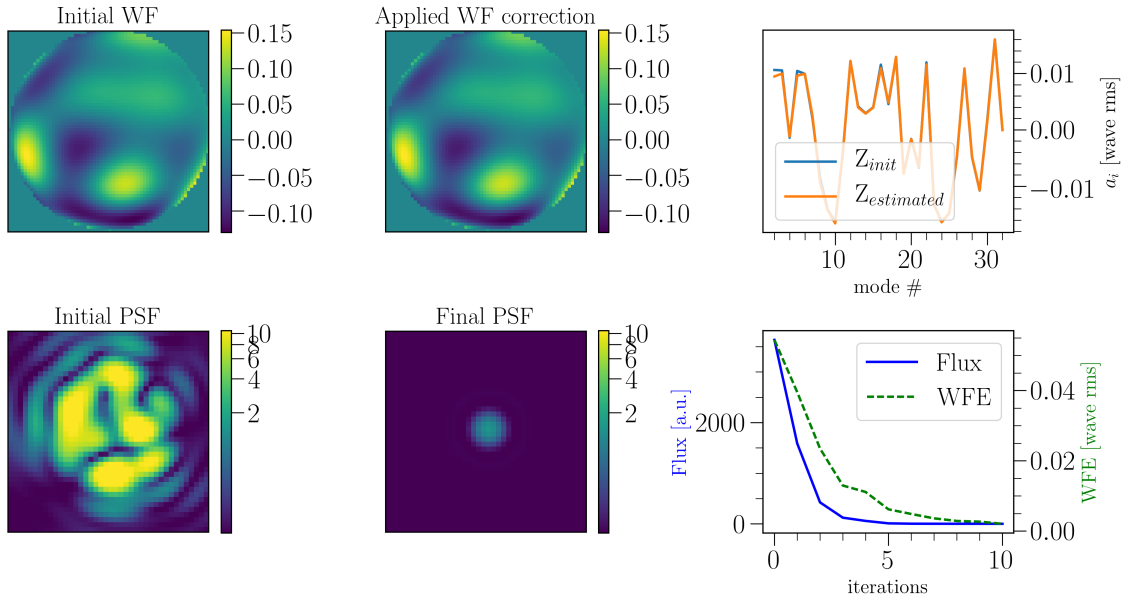 Initial WF
0.15
0.10
0.05
0.00
−0.05
−0.10
Applied WF correction
0.15
0.10
0.05
0.00
−0.05
−0.10
Z_init
Z_estimated
0.01
0.00
−0.01
a_i [wave rms]
10
20
30
mode #
Initial PSF
10
8
6
4
2
Final PSF
10
8
6
4
2
Flux [a.u.]
2000
0
Flux
WFE
0.04
0.02
0.00
WFE [wave rms]
0
5
10
iterations